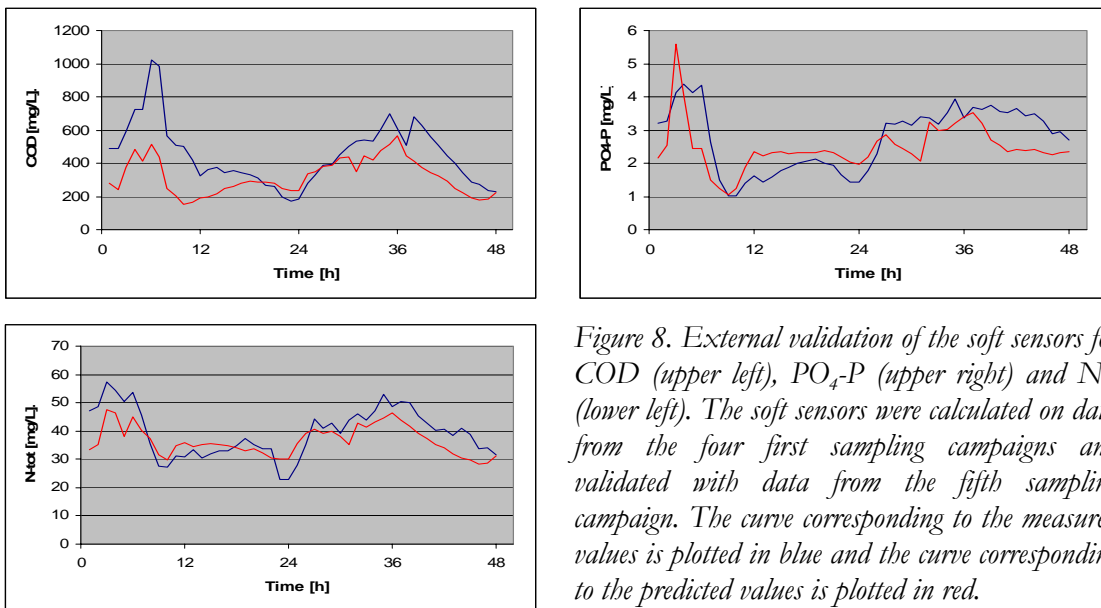 1200
1000
800
600
400
200
0
COD [mg/L]
0 12 24 36 48
Time [h]
6
5
4
3
2
1
0
PO4-P [mg/L]
0 12 24 36 48
Time [h]
70
60
50
40
30
20
10
0
N-tot [mg/L]
0 12 24 36 48
Time [h]
Figure 8. External validation of the soft sensors fo
COD (upper left), PO4-P (upper right) and N
(lower left). The soft sensors were calculated on dat
from the four first sampling campaigns an
validated with data from the fifth samplin
campaign. The curve corresponding to the measure
values is plotted in blue and the curve correspondin
to the predicted values is plotted in red.